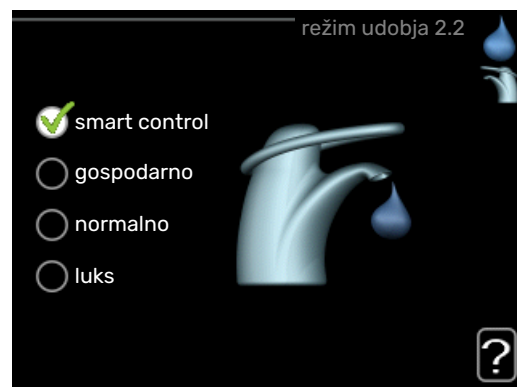 režim udobja 2.2
smart control
gospodarno
normalno
luks
?